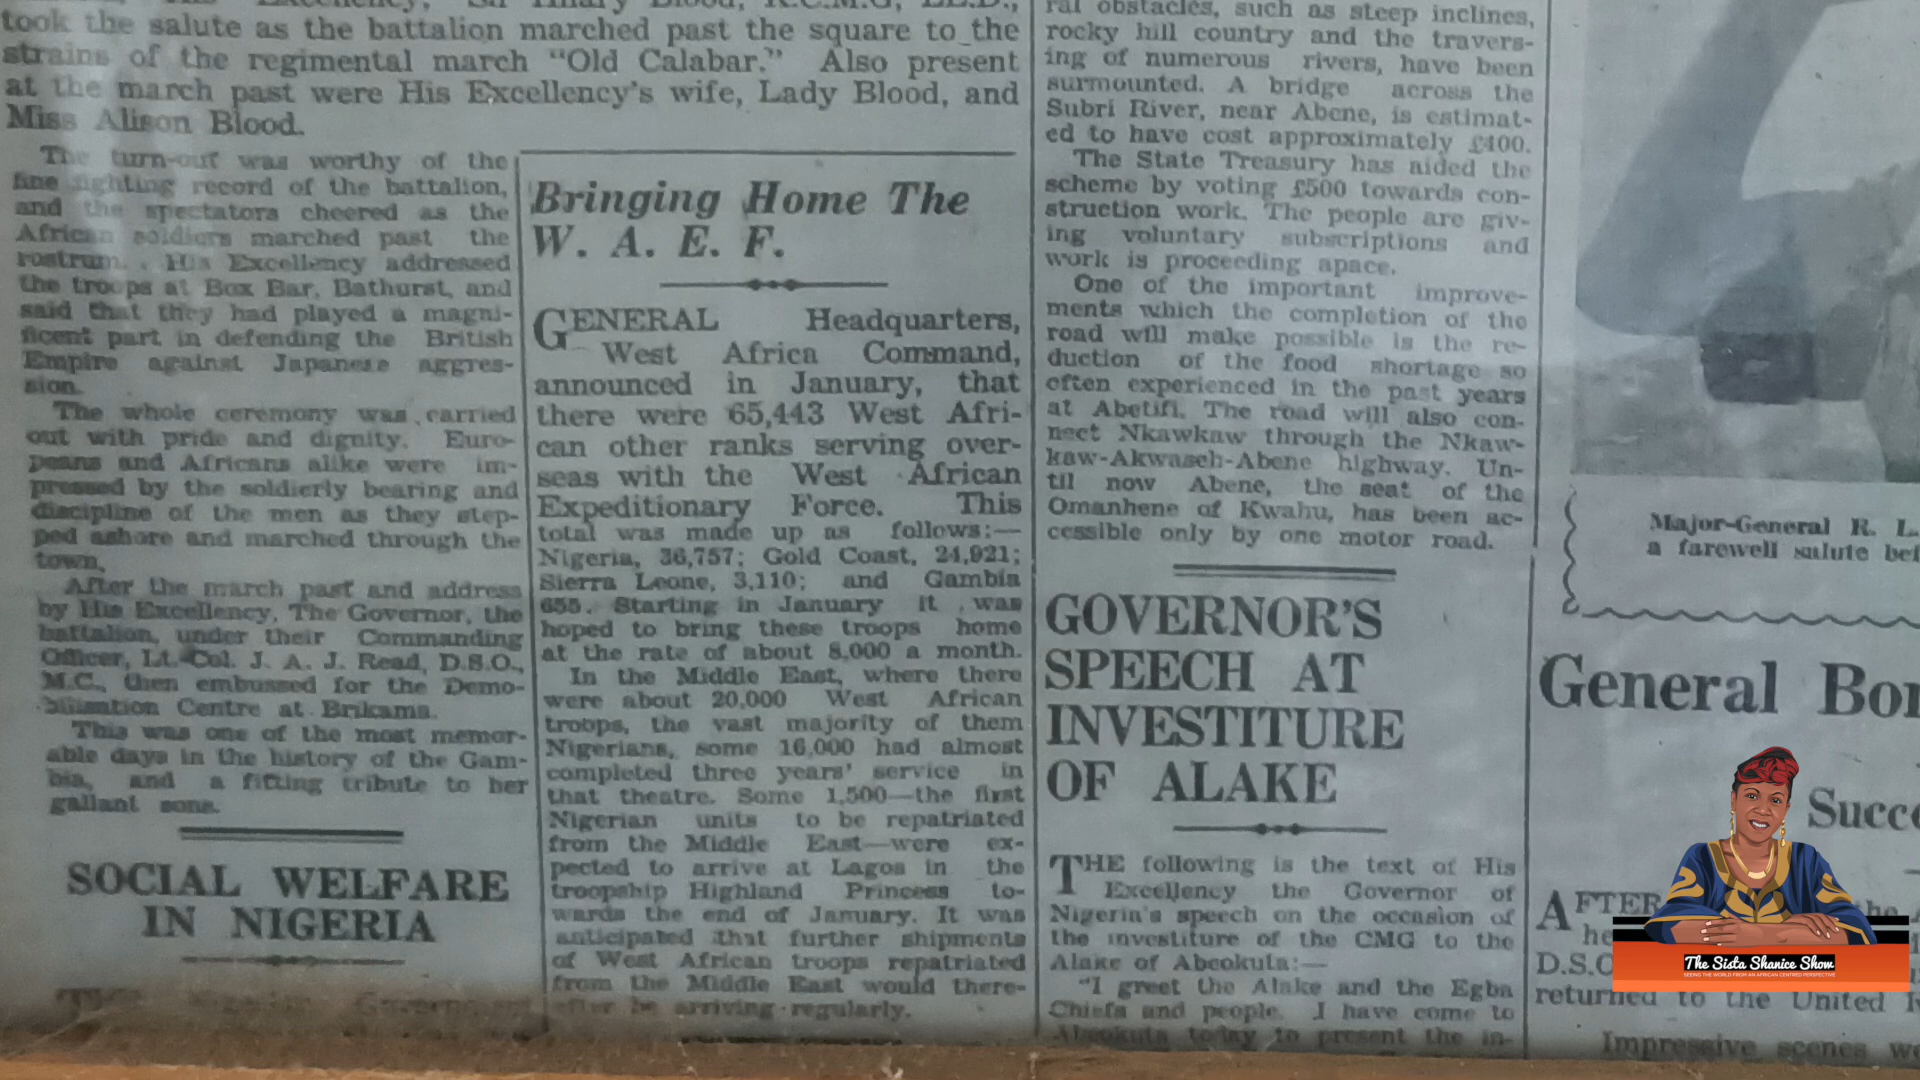 took the salute as the battalion marched past the square to the
strains of the regimental march "Old Calabar." Also present
at the march past were His Excellency's wife, Lady Blood, and
Miss Alison Blood.
The turn-out was worthy of the
fine fighting record of the battalion,
and the spectators cheered as the
African soldiers marched past the
rostrum. His Excellency addressed
the troops at Box Bar, Bathurst, and
said that they had played a magni-
ficent part in defending the British
Empire against Japanese aggres-
sion.
The whole ceremony was carried
out with pride and dignity. Euro-
peans and Africans alike were im-
pressed by the soldierly bearing and
discipline of the men as they step-
ped ashore and marched through the
town.
After the march past and address
by His Excellency, The Governor, the
battalion, under their Commanding
Officer, Lt.-Col. J. A. J. Read, D.S.O.,
M.C., then embussed for the Demo-
bilisation Centre at Brikama.
This was one of the most memor-
able days in the history of the Gam-
bia, and a fitting tribute to her
gallant sons.
SOCIAL WELFARE
IN NIGERIA
Bringing Home The
W. A. E. F.
GENERAL Headquarters,
West Africa Command,
announced in January, that
there were 65,443 West Afri-
can other ranks serving over-
seas with the West African
Expeditionary Force. This
total was made up as follows:—
Nigeria, 36,757; Gold Coast, 24,921;
Sierra Leone, 3,110; and Gambia
655. Starting in January it was
hoped to bring these troops home
at the rate of about 8,000 a month.
In the Middle East, where there
were about 20,000 West African
troops, the vast majority of them
Nigerians, some 16,000 had almost
completed three years' service in
that theatre. Some 1,500—the first
Nigerian units to be repatriated
from the Middle East—were ex-
pected to arrive at Lagos in the
troopship Highland Princess to-
wards the end of January. It was
anticipated that further shipments
of West African troops repatriated
from the Middle East would there-
after be arriving regularly.
ral obstacles, such as steep inclines,
rocky hill country and the travers-
ing of numerous rivers, have been
surmounted. A bridge across the
Subri River, near Abene, is estimat-
ed to have cost approximately £400.
The State Treasury has aided the
scheme by voting £500 towards con-
struction work. The people are giv-
ing voluntary subscriptions and
work is proceeding apace.
One of the important improve-
ments which the completion of the
road will make possible is the re-
duction of the food shortage so
often experienced in the past years
at Abetifi. The road will also con-
nect Nkawkaw through the Nkaw-
kaw-Akwaseh-Abene highway. Un-
til now Abene, the seat of the
Omanhene of Kwahu, has been ac-
cessible only by one motor road.
GOVERNOR'S
SPEECH AT
INVESTITURE
OF ALAKE
THE following is the text of His
Excellency the Governor of
Nigeria's speech on the occasion of
the investiture of the CMG to the
Alake of Abeokuta:—
"I greet the Alake and the Egba
Chiefs and people. I have come to
Abeokuta today to present the in-
Major-General R. L.
a farewell salute bef
General Bo
Succe
AFTER
he
D.S.O
returned to the United
Impressive scenes we
The Sista Shanice Show
SEEING THE WORLD FROM AN AFRICAN CENTRED PERSPECTIVE